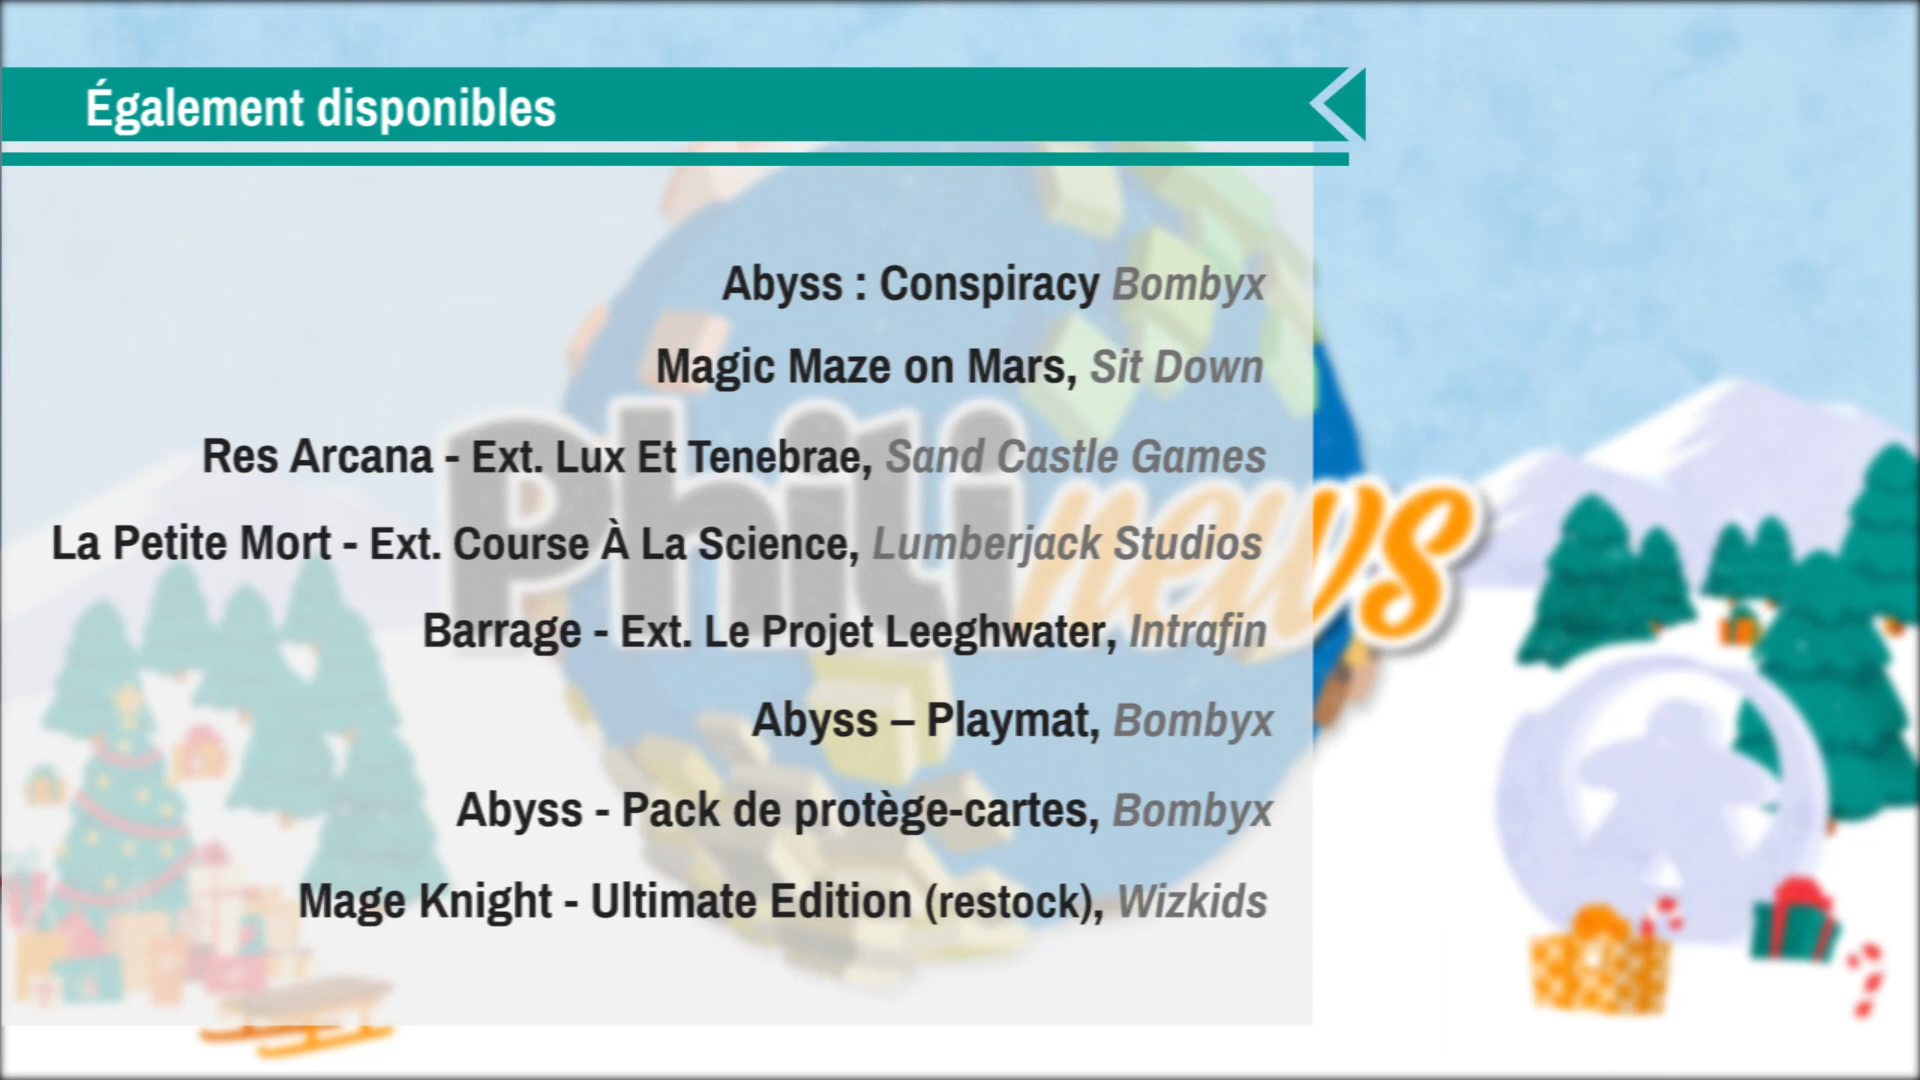 Également disponibles
Abyss : Conspiracy Bombyx
Magic Maze on Mars, Sit Down
Res Arcana - Ext. Lux Et Tenebrae, Sand Castle Games
La Petite Mort - Ext. Course À La Science, Lumberjack Studios
Barrage - Ext. Le Projet Leeghwater, Intrafin
Abyss – Playmat, Bombyx
Abyss - Pack de protège-cartes, Bombyx
Mage Knight - Ultimate Edition (restock), Wizkids
Philinews